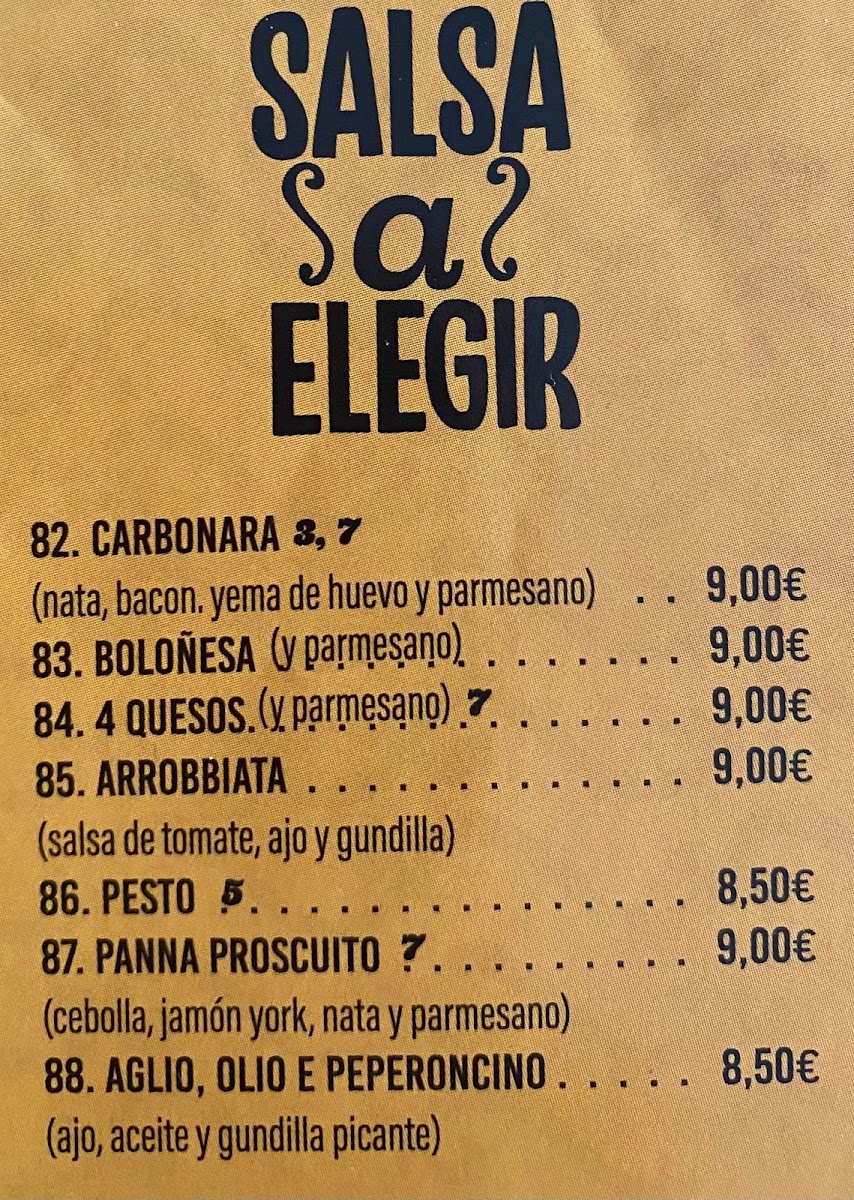 SALSA
a
ELEGIR
82. CARBONARA 3, 7
(nata, bacon. yema de huevo y parmesano) . . 9,00€
83. BOLOÑESA (y parmesano). . . . . . . . 9,00€
84. 4 QUESOS.(y parmesano) 7 . . . . . . . 9,00€
85. ARROBBIATA . . . . . . . . . . . . . 9,00€
(salsa de tomate, ajo y gundilla)
86. PESTO 5 . . . . . . . . . . . . . . . 8,50€
87. PANNA PROSCUITO 7 . . . . . . . . . 9,00€
(cebolla, jamón york, nata y parmesano)
88. AGLIO, OLIO E PEPERONCINO . . . . . 8,50€
(ajo, aceite y gundilla picante)